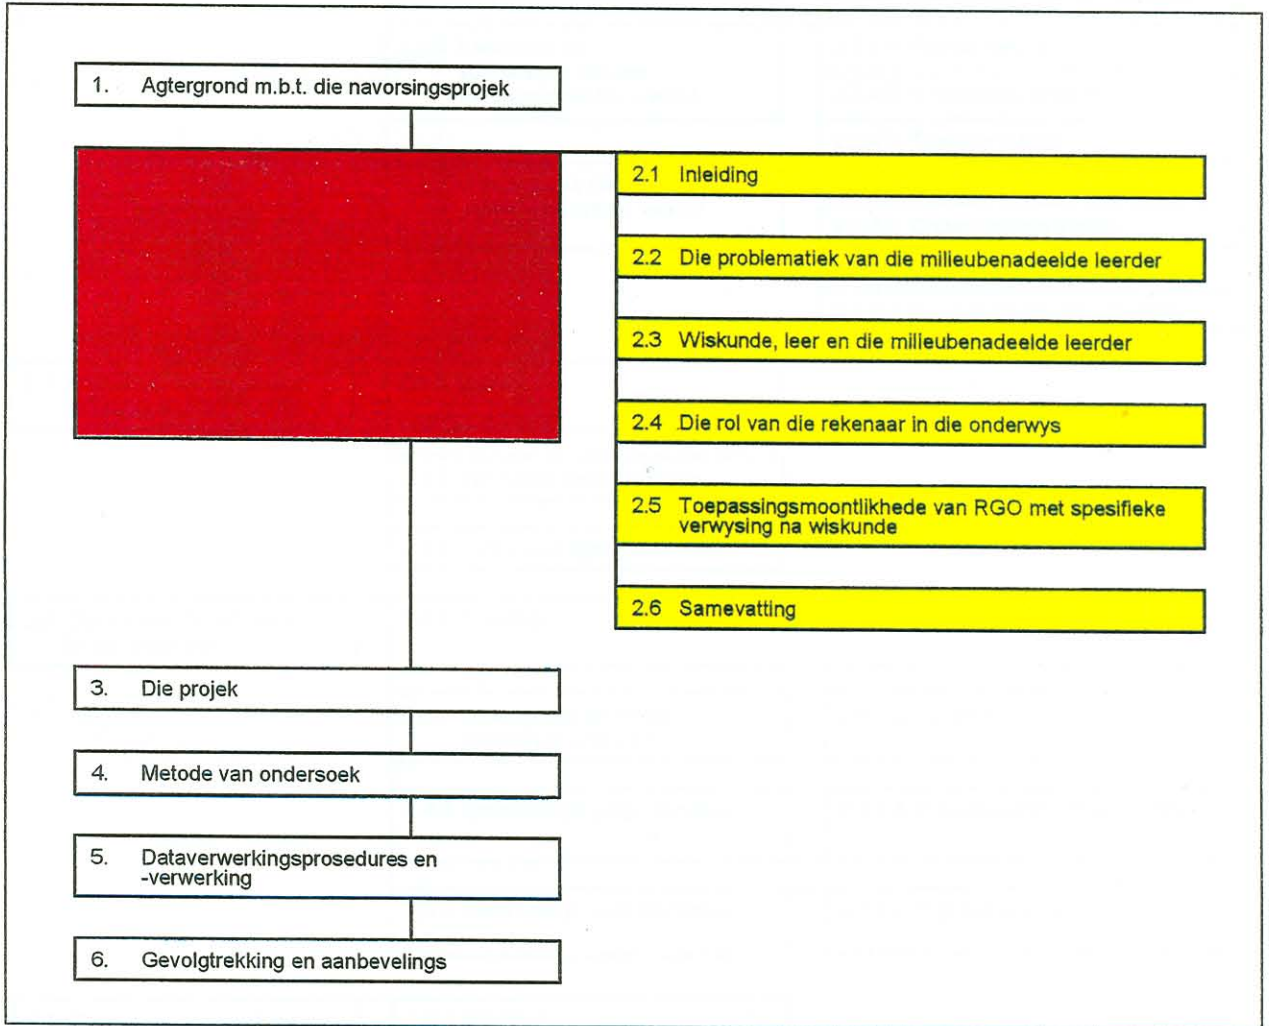 1. Agtergrond m.b.t. die navorsingsprojek
2.1 Inleiding
2.2 Die problematiek van die milieubenadeelde leerder
2.3 Wiskunde, leer en die milieubenadeelde leerder
2.4 Die rol van die rekenaar in die onderwys
2.5 Toepassingsmoontlikhede van RGO met spesifieke
verwysing na wiskunde
2.6 Samevatting
3. Die projek
4. Metode van ondersoek
5. Dataverwerkingsprosedures en
-verwerking
6. Gevolgtrekking en aanbevelings